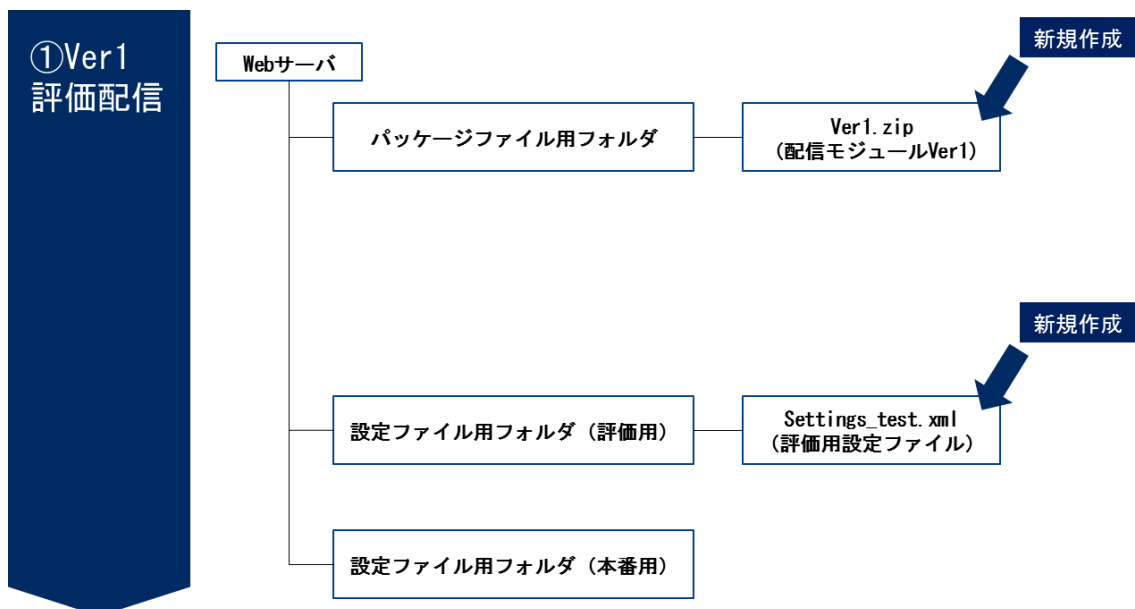 ①Ver1
評価配信
Webサーバ
新規作成
パッケージファイル用フォルダ
Ver1.zip
(配信モジュールVer1)
新規作成
設定ファイル用フォルダ（評価用）
Settings_test.xml
(評価用設定ファイル)
設定ファイル用フォルダ（本番用）